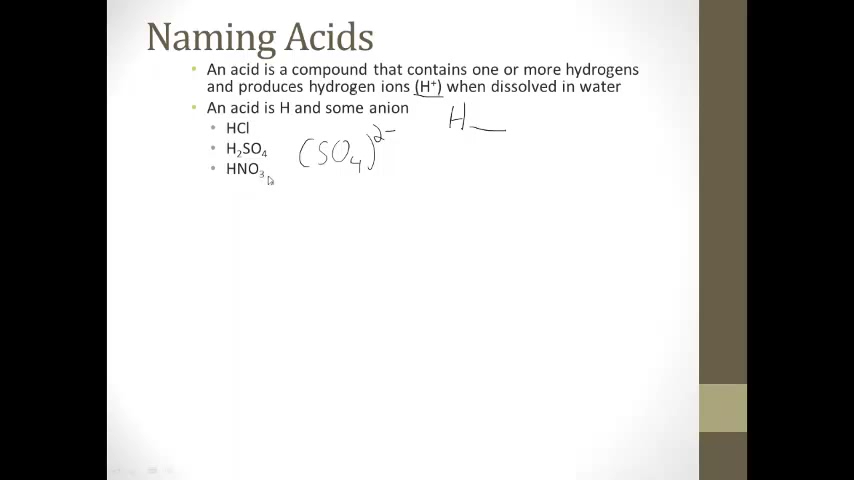 Naming Acids
• An acid is a compound that contains one or more hydrogens
and produces hydrogen ions (H⁺) when dissolved in water
• An acid is H and some anion
H__
• HCl
• H₂SO₄ (SO₄)²⁻
• HNO₃